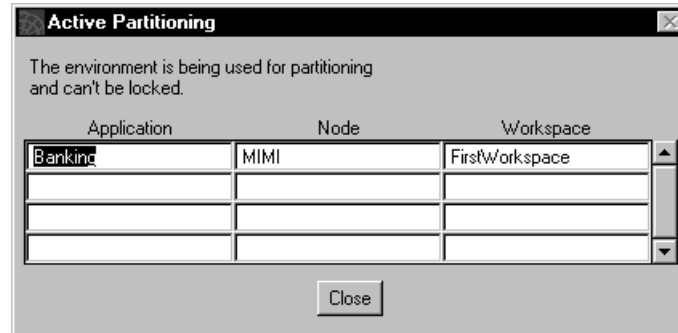 Active Partitioning
The environment is being used for partitioning
and can't be locked.
Application Node Workspace
Banking MIMI FirstWorkspace
Close